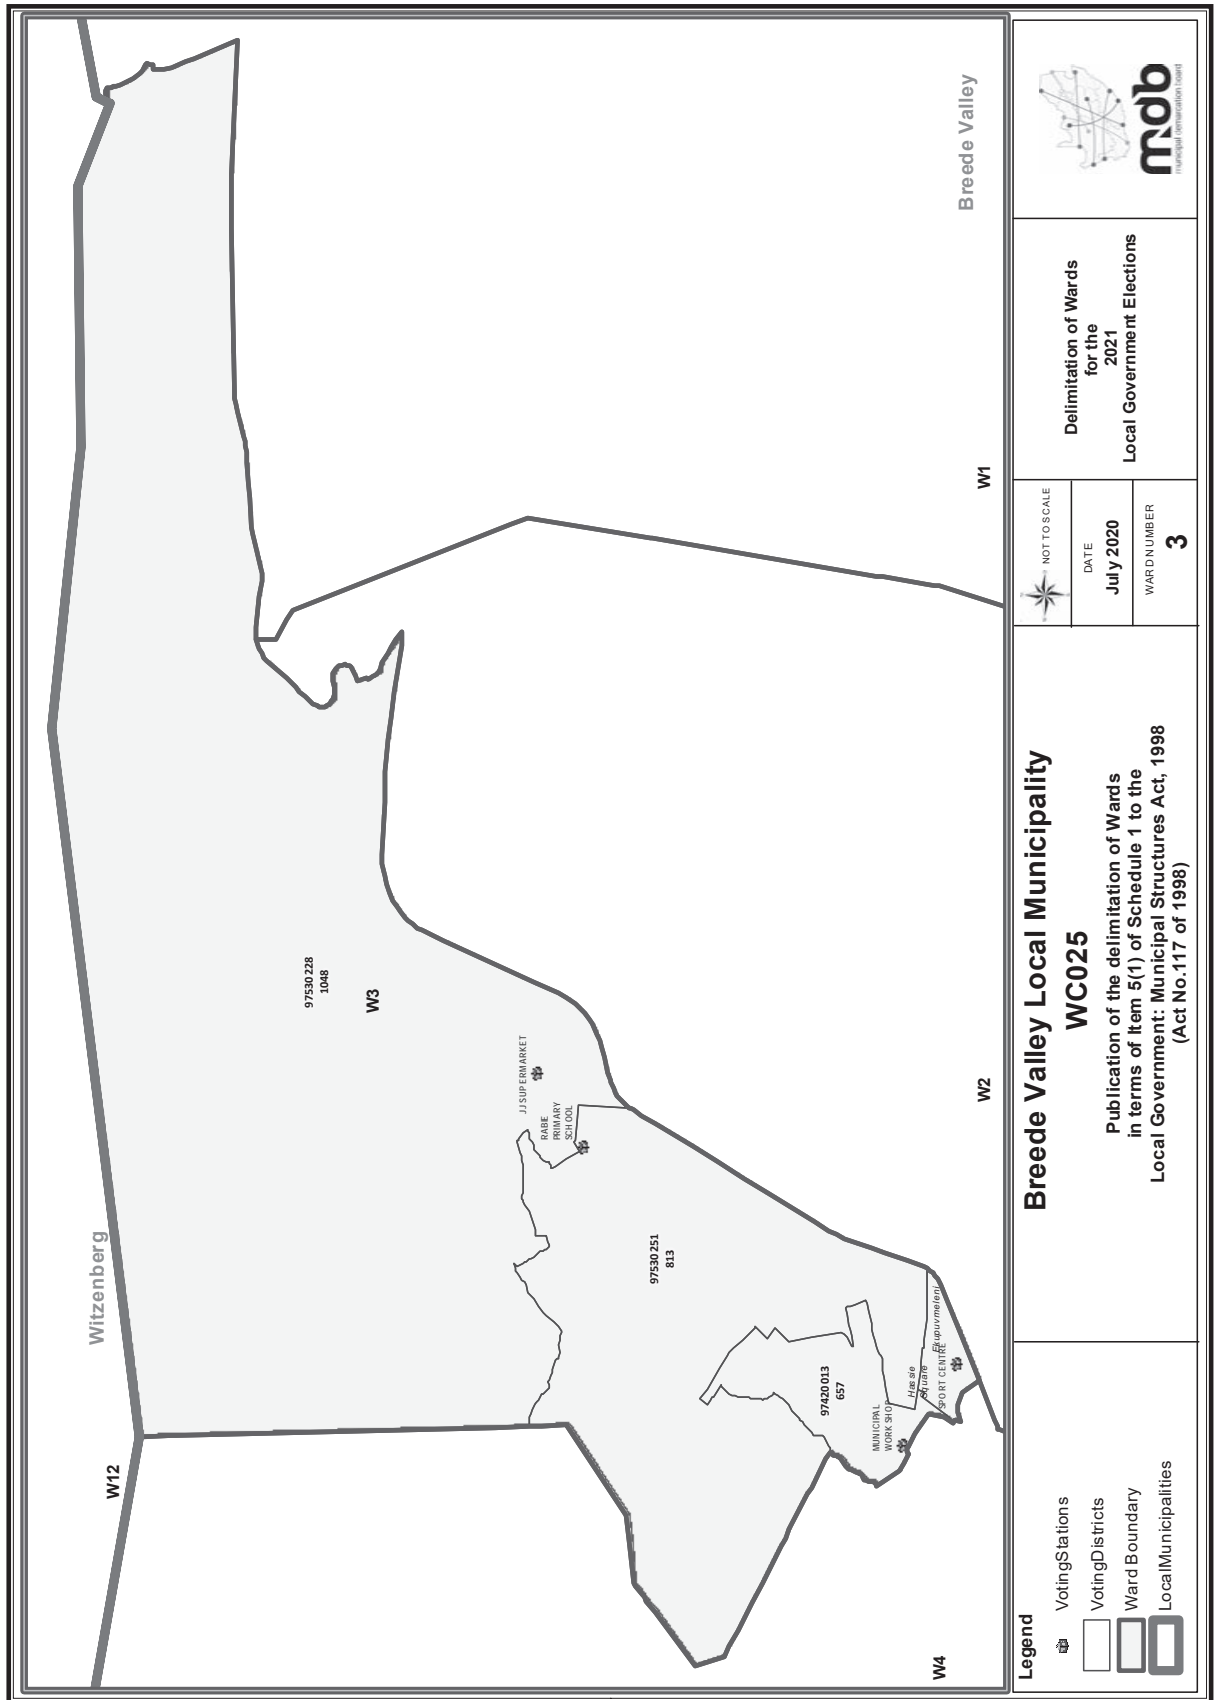 Witzenberg
Breede Valley
W12
97530228
1048
W3
JJ SUPERMARKET
RABIE
PRIMARY
SCHOOL
97530251
813
97420013
657
MUNICIPAL
WORKSHOP
Hassie
Square
Ekupuvmeleni
SPORT CENTRE
W4
W2
W1
Legend
VotingStations
VotingDistricts
Ward Boundary
LocalMunicipalities
Breede Valley Local Municipality
WC025
Publication of the delimitation of Wards
in terms of Item 5(1) of Schedule 1 to the
Local Government: Municipal Structures Act, 1998
(Act No.117 of 1998)
NOT TO SCALE
DATE
July 2020
WARD NUMBER
3
Delimitation of Wards
for the
2021
Local Government Elections
mdb
municipal demarcation board